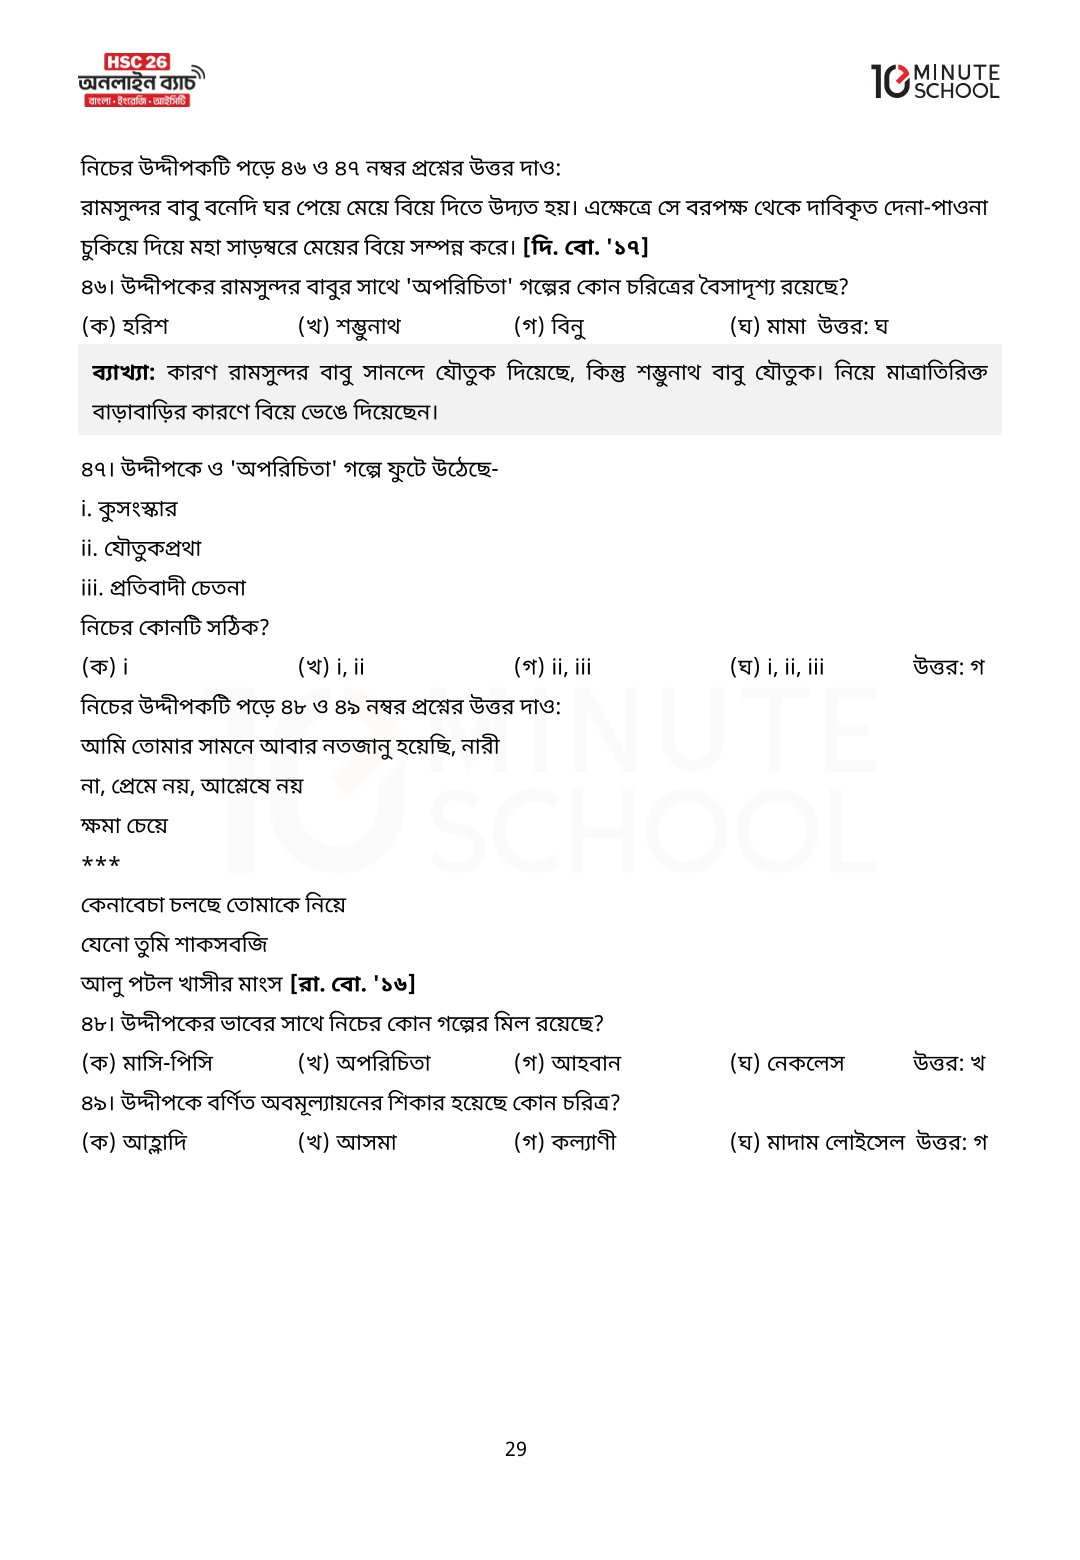 HSC 26
অনলাইন ব্যাচ
বাংলা • ইংরেজি • আইসিটি
10 MINUTE SCHOOL
নিচের উদ্দীপকটি পড়ে ৪৬ ও ৪৭ নম্বর প্রশ্নের উত্তর দাও:
রামসুন্দর বাবু বনেদি ঘর পেয়ে মেয়ে বিয়ে দিতে উদ্যত হয়। এক্ষেত্রে সে বরপক্ষ থেকে দাবিকৃত দেনা-পাওনা
চুকিয়ে দিয়ে মহা সাড়ম্বরে মেয়ের বিয়ে সম্পন্ন করে। [দি. বো. '১৭]
৪৬। উদ্দীপকের রামসুন্দর বাবুর সাথে 'অপরিচিতা' গল্পের কোন চরিত্রের বৈসাদৃশ্য রয়েছে?
(ক) হরিশ (খ) শম্ভুনাথ (গ) বিনু (ঘ) মামা উত্তর: ঘ
ব্যাখ্যা: কারণ রামসুন্দর বাবু সানন্দে যৌতুক দিয়েছে, কিন্তু শম্ভুনাথ বাবু যৌতুক। নিয়ে মাত্রাতিরিক্ত
বাড়াবাড়ির কারণে বিয়ে ভেঙে দিয়েছেন।
৪৭। উদ্দীপকে ও 'অপরিচিতা' গল্পে ফুটে উঠেছে-
i. কুসংস্কার
ii. যৌতুকপ্রথা
iii. প্রতিবাদী চেতনা
নিচের কোনটি সঠিক?
(ক) i (খ) i, ii (গ) ii, iii (ঘ) i, ii, iii উত্তর: গ
নিচের উদ্দীপকটি পড়ে ৪৮ ও ৪৯ নম্বর প্রশ্নের উত্তর দাও:
আমি তোমার সামনে আবার নতজানু হয়েছি, নারী
না, প্রেমে নয়, আশ্লেষে নয়
ক্ষমা চেয়ে
***
কেনাবেচা চলছে তোমাকে নিয়ে
যেনো তুমি শাকসবজি
আলু পটল খাসীর মাংস [রা. বো. '১৬]
৪৮। উদ্দীপকের ভাবের সাথে নিচের কোন গল্পের মিল রয়েছে?
(ক) মাসি-পিসি (খ) অপরিচিতা (গ) আহবান (ঘ) নেকলেস উত্তর: খ
৪৯। উদ্দীপকে বর্ণিত অবমূল্যায়নের শিকার হয়েছে কোন চরিত্র?
(ক) আহ্লাদি (খ) আসমা (গ) কল্যাণী (ঘ) মাদাম লোইসেল উত্তর: গ
29